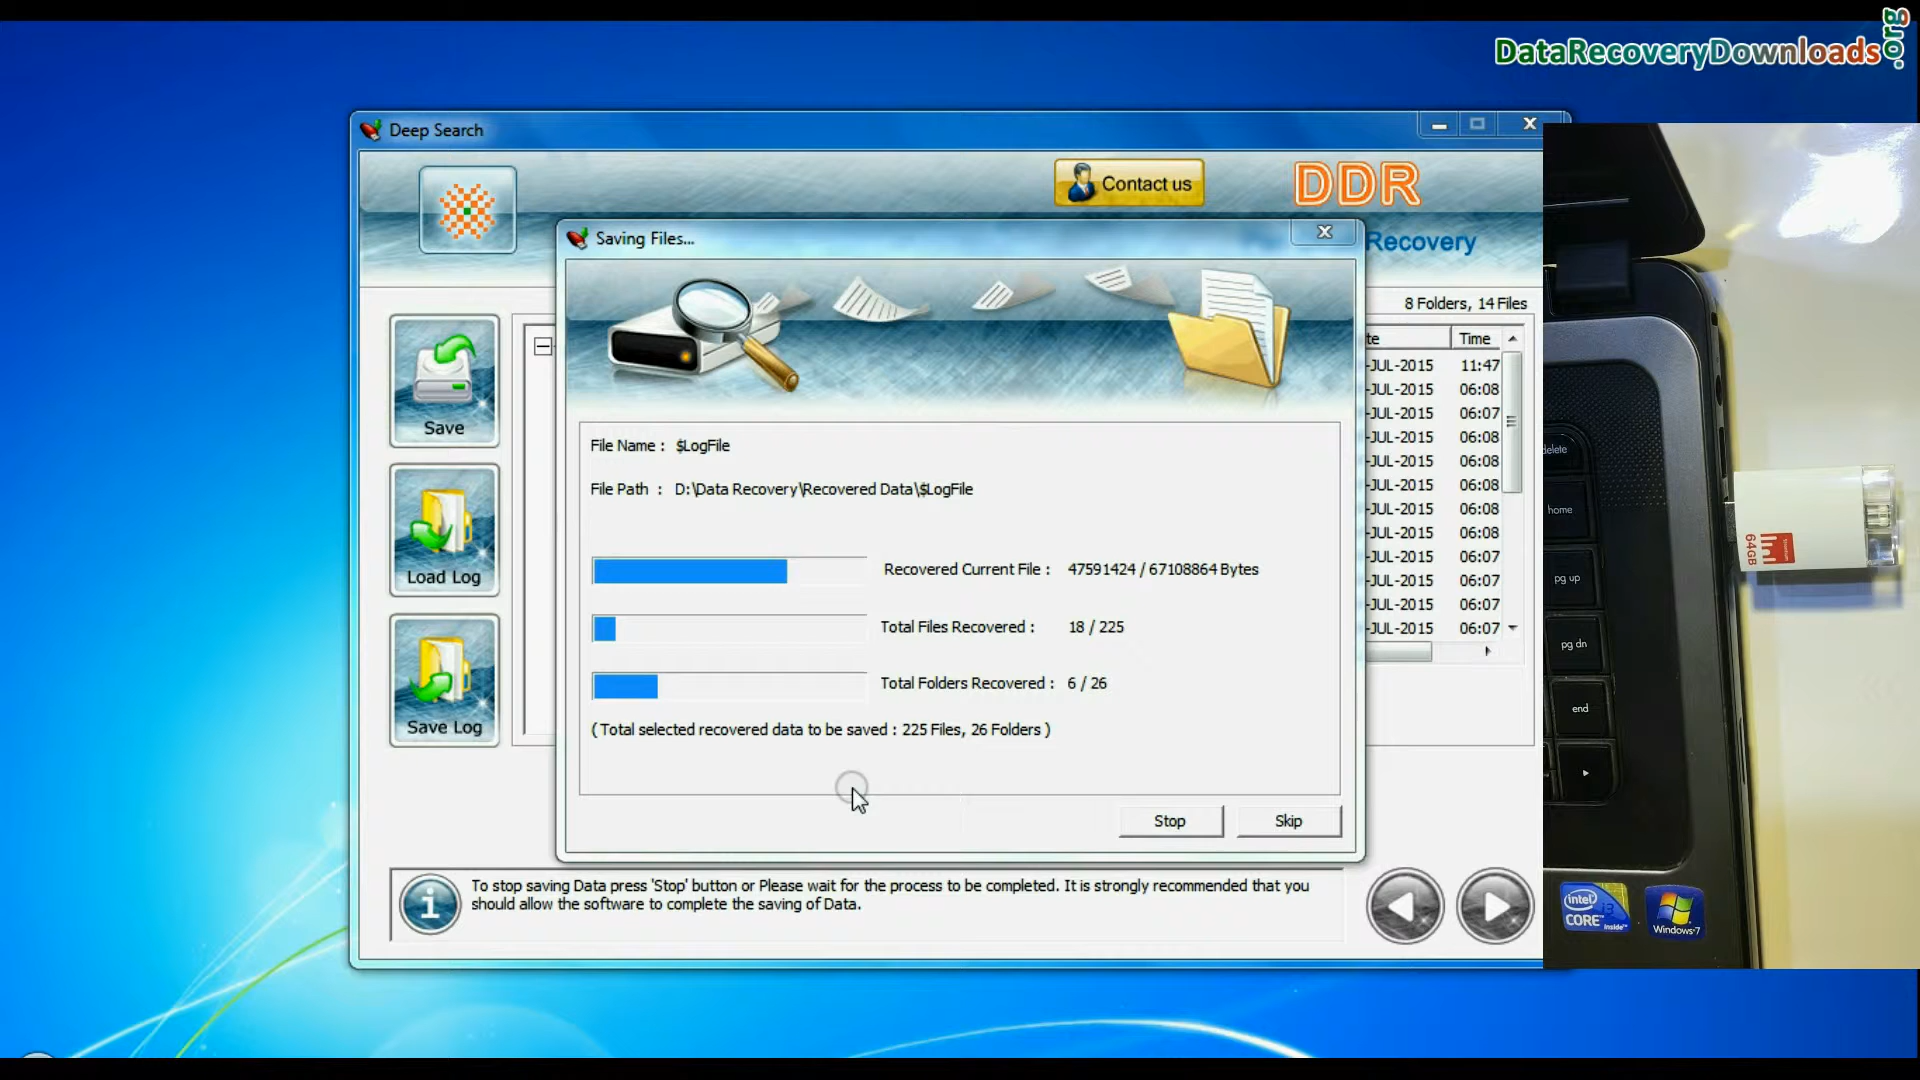 DataRecoveryDownloads.org
Deep Search
Contact us
DDR
Saving Files...
Recovery
8 Folders, 14 Files
te Time
-JUL-2015 11:47
-JUL-2015 06:08
-JUL-2015 06:07
-JUL-2015 06:08
-JUL-2015 06:08
-JUL-2015 06:08
-JUL-2015 06:08
-JUL-2015 06:08
-JUL-2015 06:07
-JUL-2015 06:07
-JUL-2015 06:07
-JUL-2015 06:07
Save
Load Log
Save Log
File Name : $LogFile
File Path : D:\Data Recovery\Recovered Data\$LogFile
Recovered Current File : 47591424 / 67108864 Bytes
Total Files Recovered : 18 / 225
Total Folders Recovered : 6 / 26
( Total selected recovered data to be saved : 225 Files, 26 Folders )
Stop
Skip
To stop saving Data press 'Stop' button or Please wait for the process to be completed. It is strongly recommended that you
should allow the software to complete the saving of Data.
delete
home
pg up
pg dn
end
64GB
intel
CORE i3
inside
Windows 7